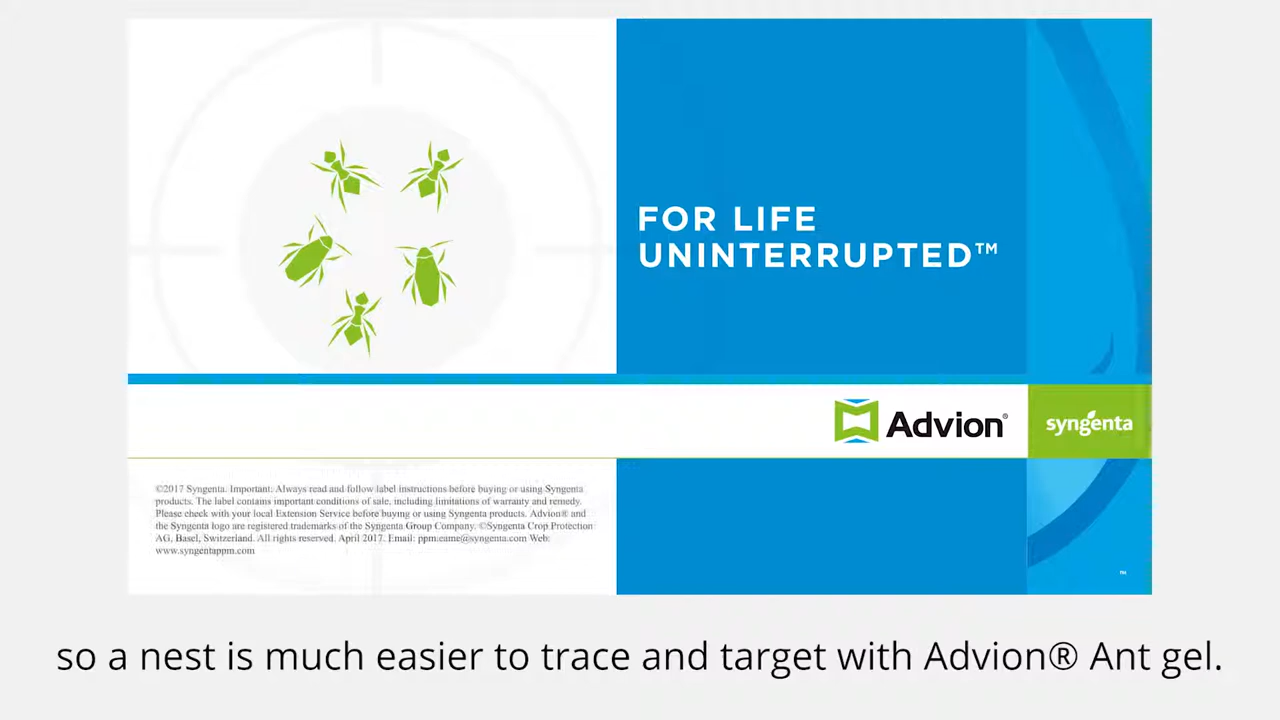 FOR LIFE
UNINTERRUPTED™
Advion®
syngenta
©2017 Syngenta. Important: Always read and follow label instructions before buying or using Syngenta
products. The label contains important conditions of sale, including limitations of warranty and remedy.
Please check with your local Extension Service before buying or using Syngenta products. Advion® and
the Syngenta logo are registered trademarks of the Syngenta Group Company. ©Syngenta Crop Protection
AG, Basel, Switzerland. All rights reserved. April 2017. Email: ppm.eame@syngenta.com Web:
www.syngentappm.com
™
so a nest is much easier to trace and target with Advion® Ant gel.